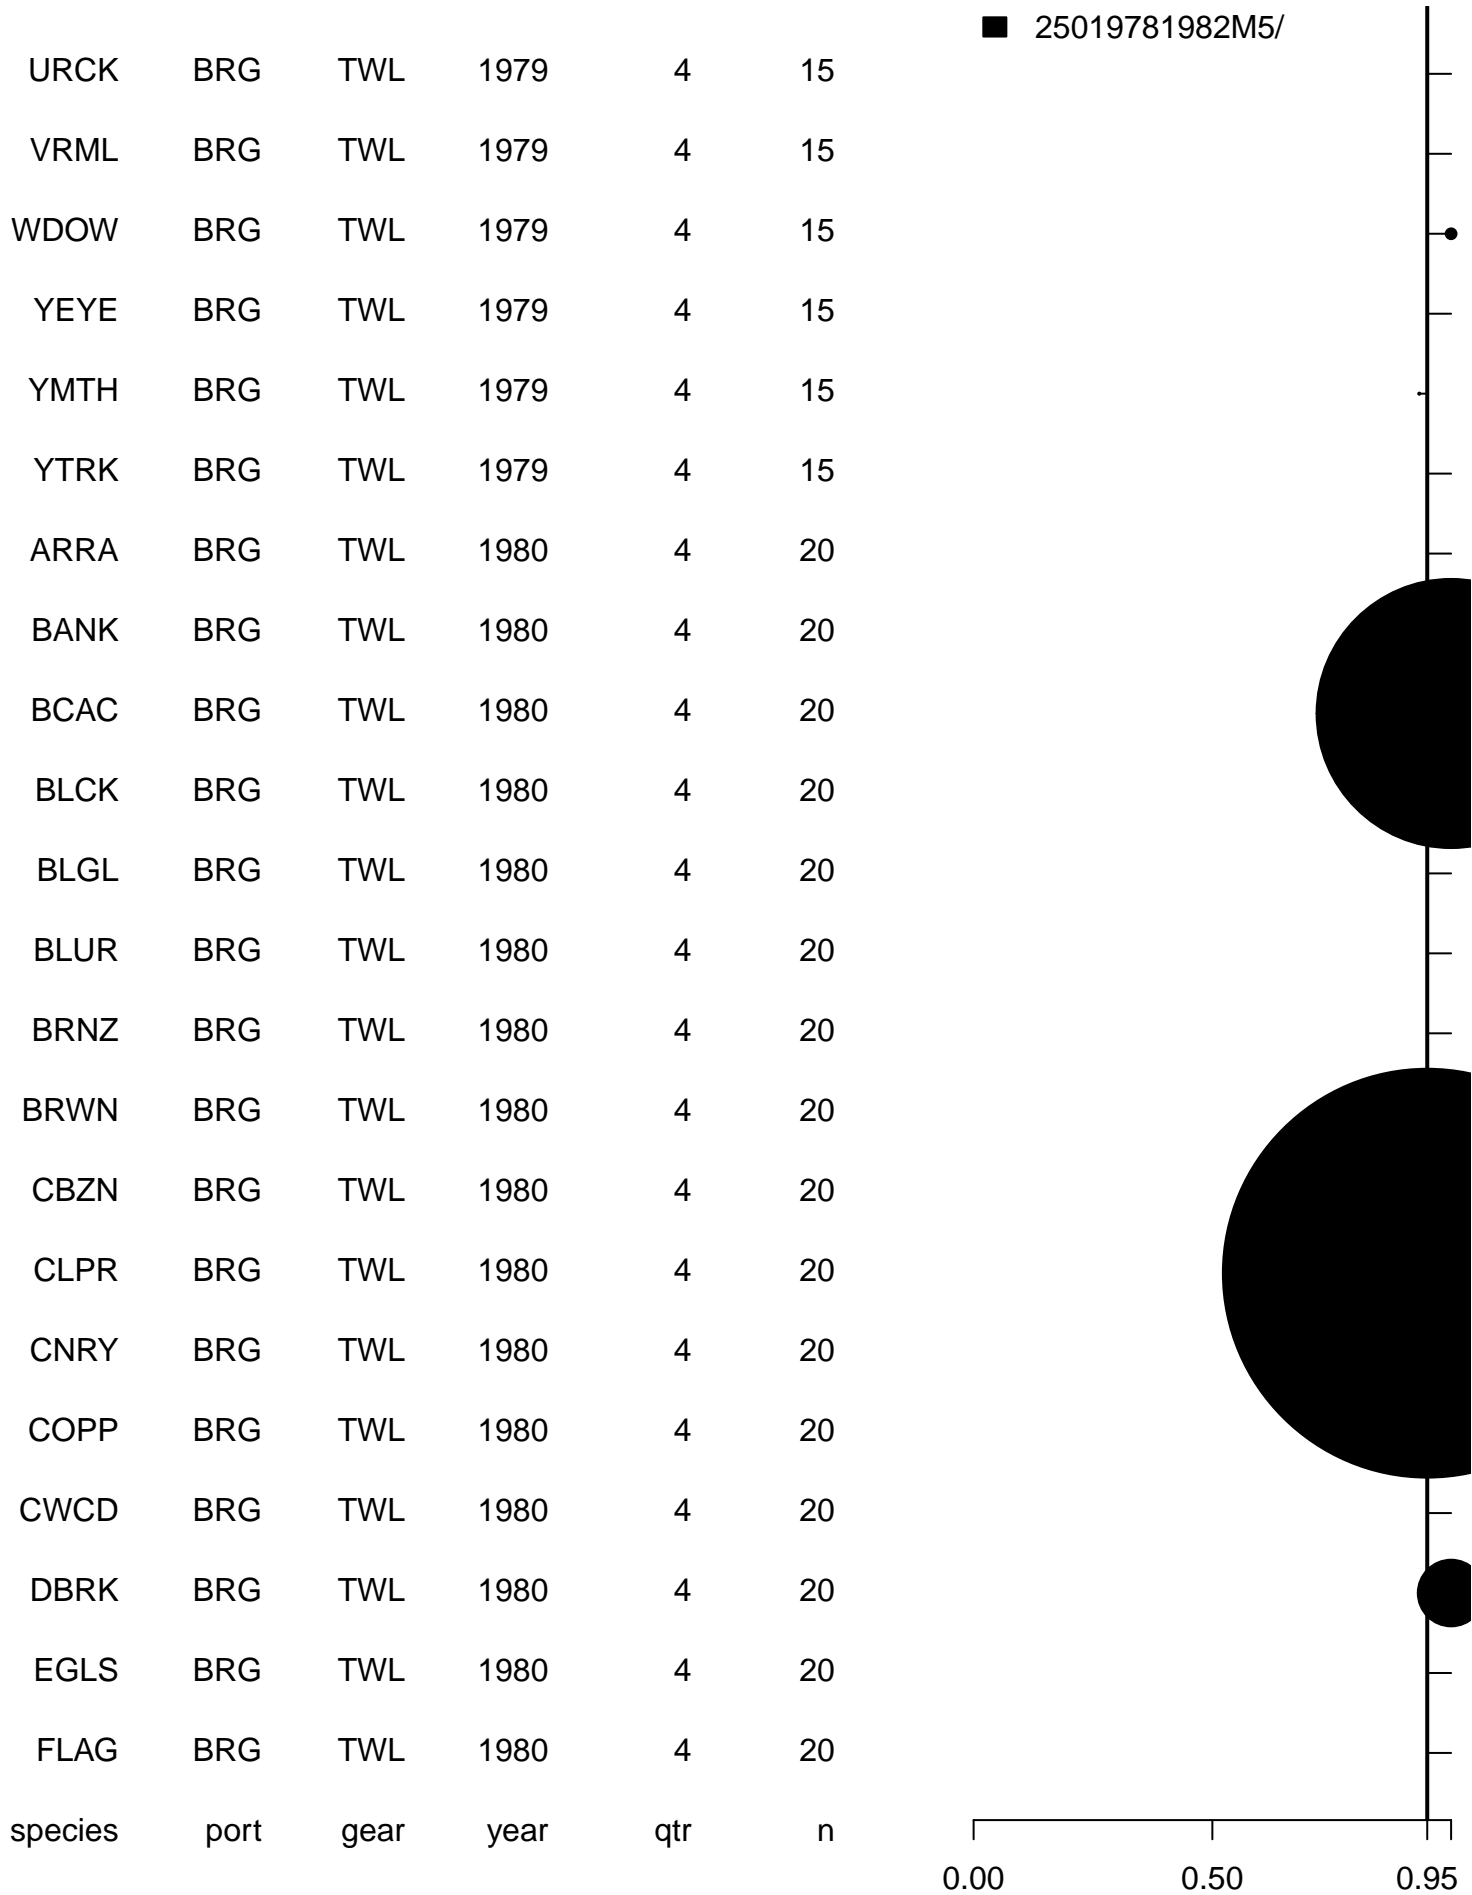 25019781982M5/
URCK BRG TWL 1979 4 15
VRML BRG TWL 1979 4 15
WDOW BRG TWL 1979 4 15
YEYE BRG TWL 1979 4 15
YMTH BRG TWL 1979 4 15
YTRK BRG TWL 1979 4 15
ARRA BRG TWL 1980 4 20
BANK BRG TWL 1980 4 20
BCAC BRG TWL 1980 4 20
BLCK BRG TWL 1980 4 20
BLGL BRG TWL 1980 4 20
BLUR BRG TWL 1980 4 20
BRNZ BRG TWL 1980 4 20
BRWN BRG TWL 1980 4 20
CBZN BRG TWL 1980 4 20
CLPR BRG TWL 1980 4 20
CNRY BRG TWL 1980 4 20
COPP BRG TWL 1980 4 20
CWCD BRG TWL 1980 4 20
DBRK BRG TWL 1980 4 20
EGLS BRG TWL 1980 4 20
FLAG BRG TWL 1980 4 20
species port gear year qtr n
0.00 0.50 0.95